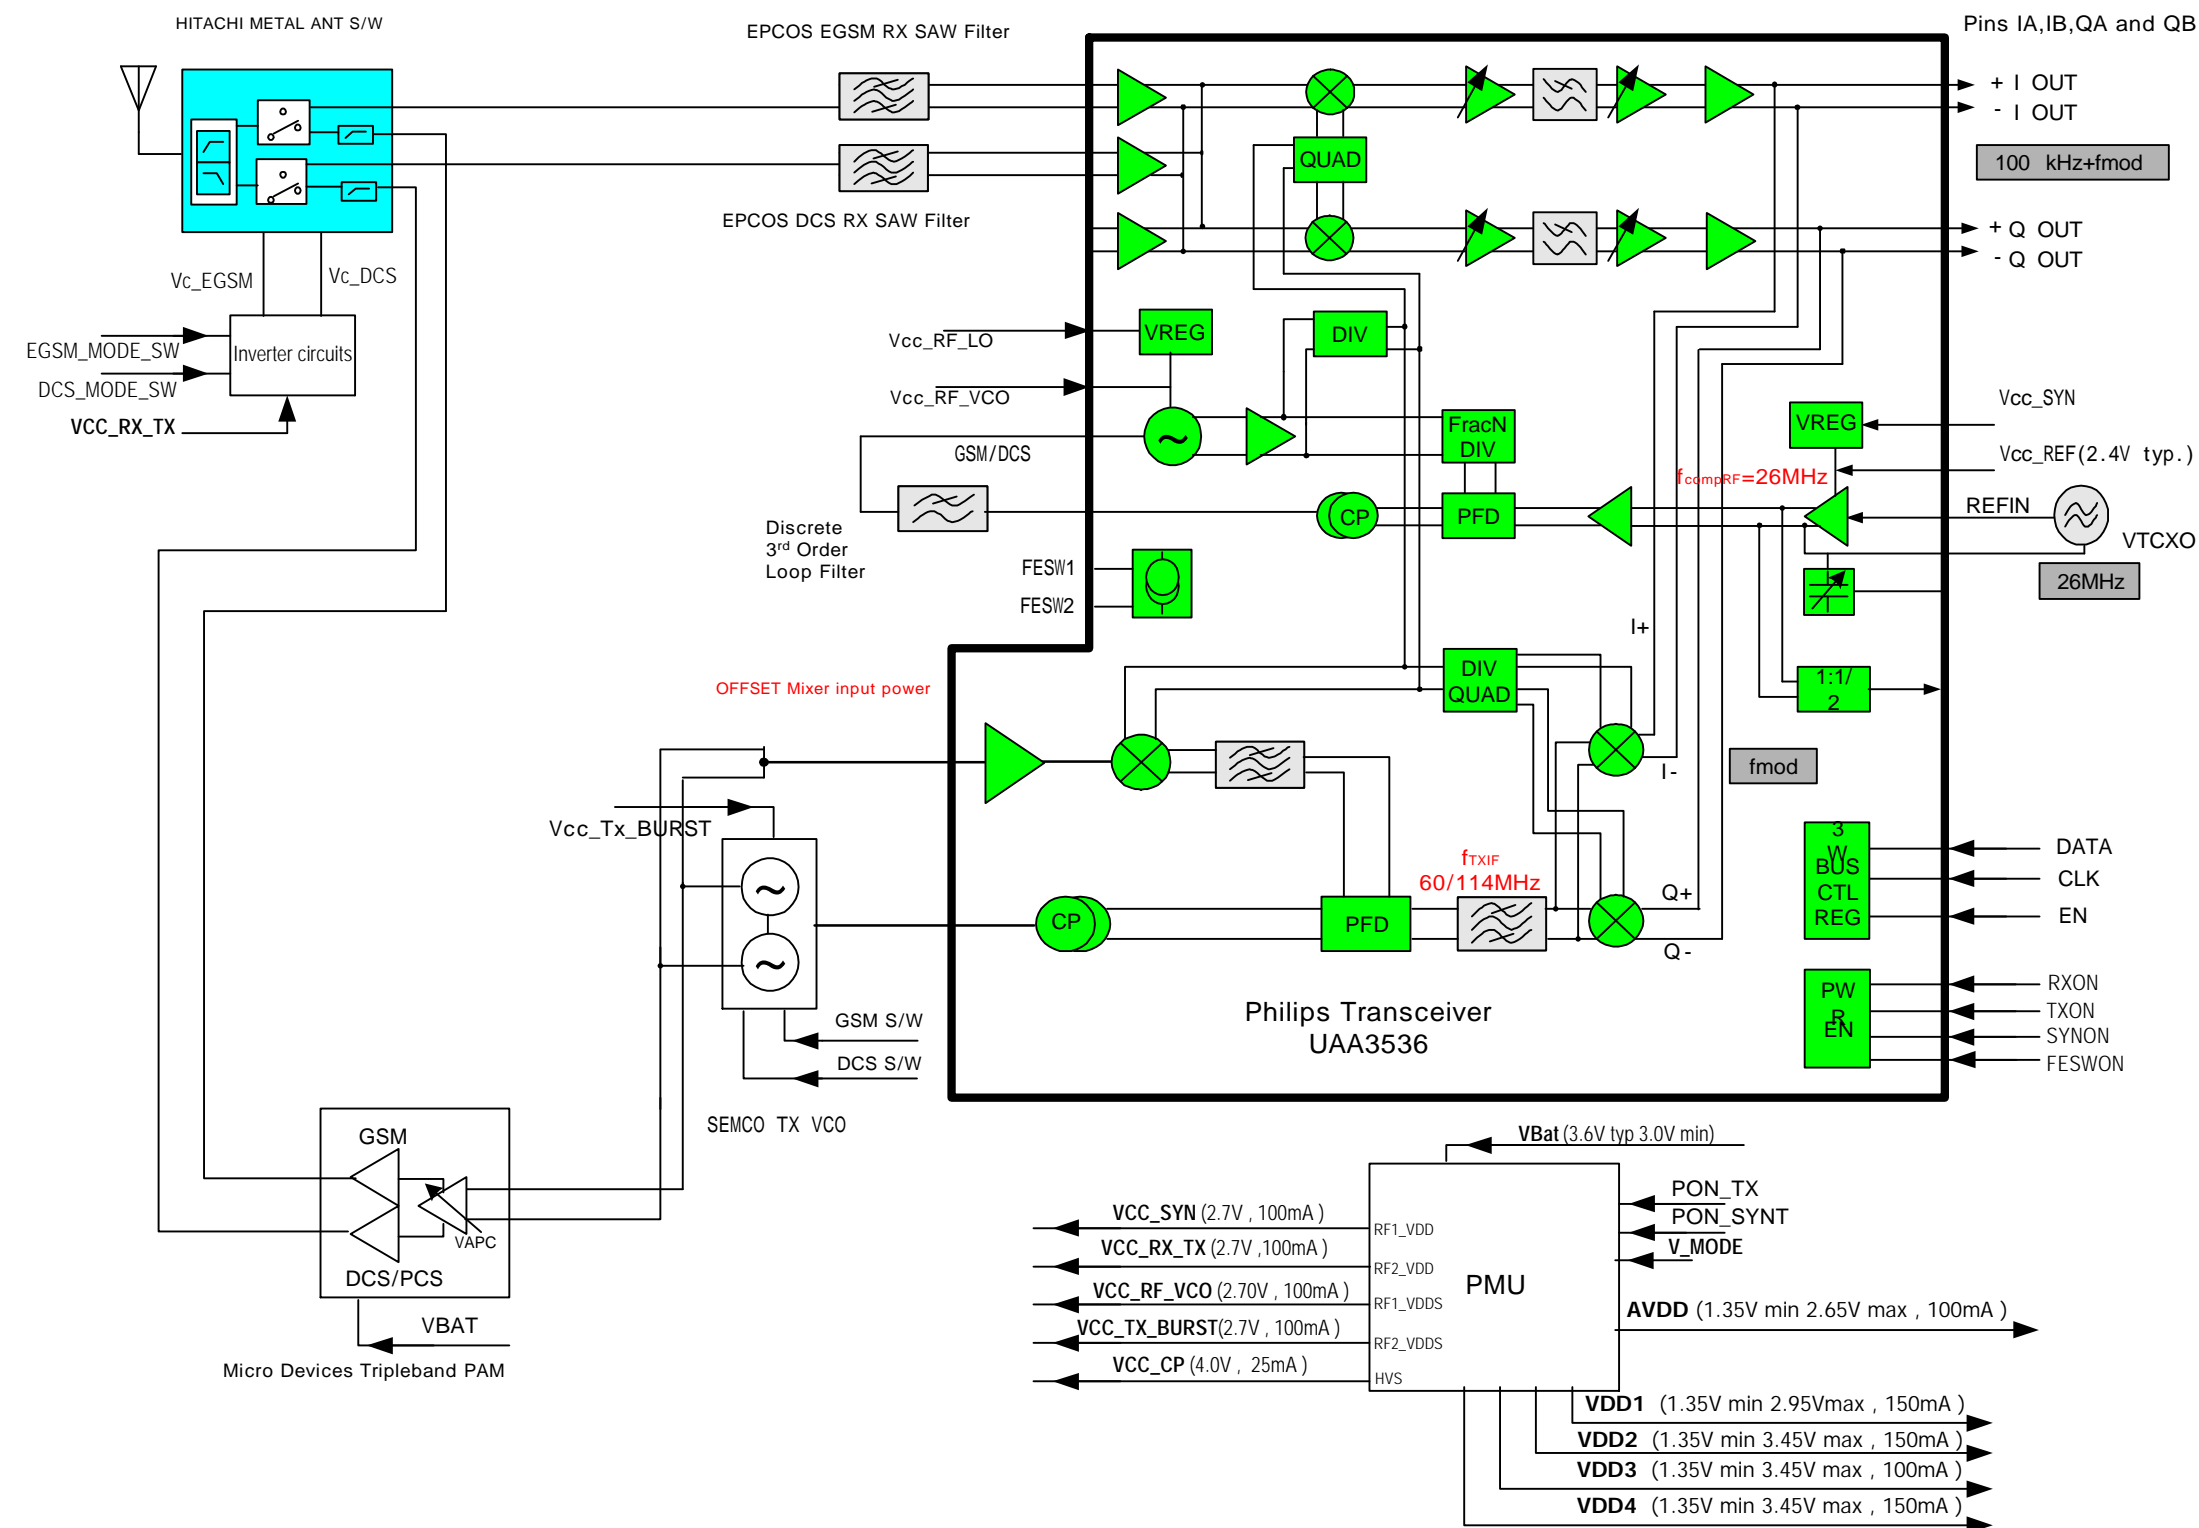 HITACHI METAL ANT S/W
EPCOS EGSM RX SAW Filter
Pins IA,IB,QA and QB
+ I OUT
- I OUT
QUAD
100 kHz+fmod
EPCOS DCS RX SAW Filter
+ Q OUT
- Q OUT
Vc_EGSM
Vc_DCS
EGSM_MODE_SW
DCS_MODE_SW
Inverter circuits
VCC_RX_TX
Vcc_RF_LO
VREG
DIV
Vcc_RF_VCO
GSM/DCS
FracN
DIV
VREG
Vcc_SYN
Vcc_REF(2.4V typ.)
fcompRF=26MHz
REFIN
VTCXO
26MHz
CP
PFD
Discrete
3rd Order
Loop Filter
FESW1
FESW2
I+
OFFSET Mixer input power
DIV
QUAD
1:1/
2
I-
fmod
Vcc_Tx_BURST
fTXIF
60/114MHz
3
W
BUS
CTL
REG
DATA
CLK
EN
CP
PFD
Q+
Q-
PW
R
EN
RXON
TXON
SYNON
FESWON
Philips Transceiver
UAA3536
GSM S/W
DCS S/W
SEMCO TX VCO
GSM
VAPC
DCS/PCS
VBAT
Micro Devices Tripleband PAM
VBat (3.6V typ 3.0V min)
PON_TX
PON_SYNT
V_MODE
VCC_SYN (2.7V , 100mA )
RF1_VDD
VCC_RX_TX (2.7V ,100mA )
RF2_VDD
PMU
VCC_RF_VCO (2.70V , 100mA )
RF1_VDDS
VCC_TX_BURST(2.7V , 100mA )
RF2_VDDS
VCC_CP (4.0V , 25mA )
HVS
AVDD (1.35V min 2.65V max , 100mA )
VDD1 (1.35V min 2.95Vmax , 150mA )
VDD2 (1.35V min 3.45V max , 150mA )
VDD3 (1.35V min 3.45V max , 100mA )
VDD4 (1.35V min 3.45V max , 150mA )